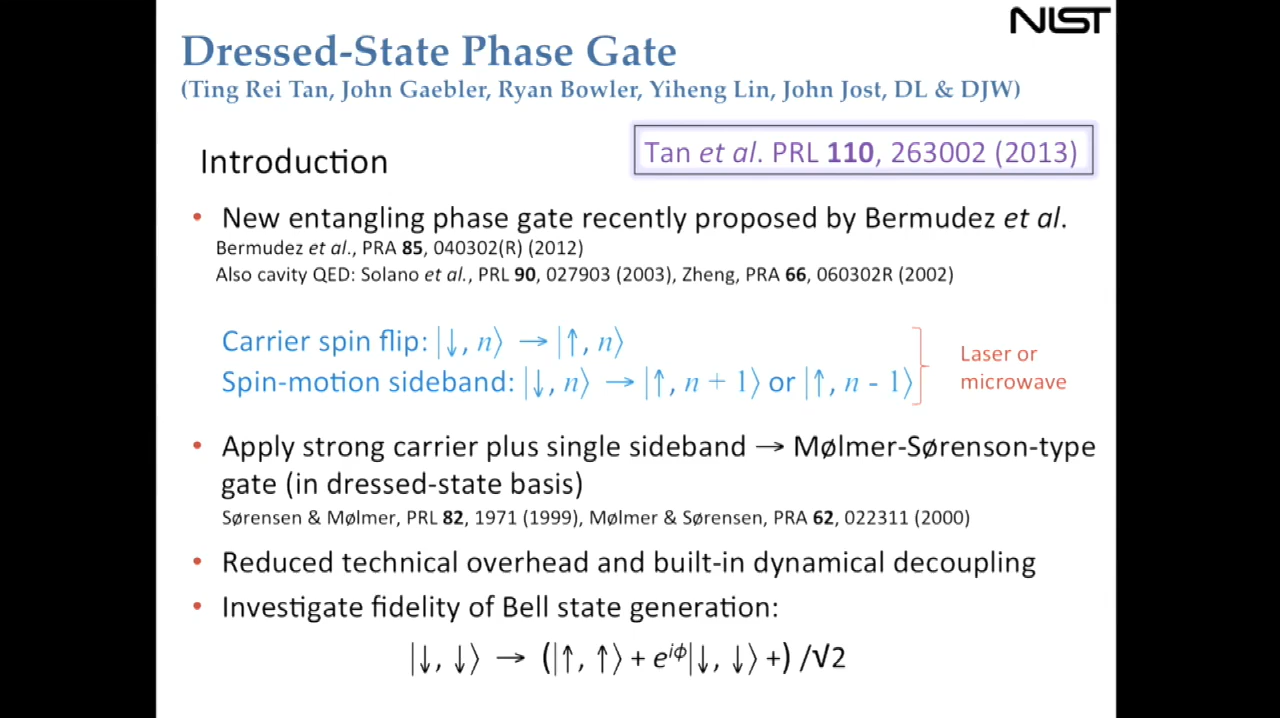 NIST
Dressed-State Phase Gate
(Ting Rei Tan, John Gaebler, Ryan Bowler, Yiheng Lin, John Jost, DL & DJW)
Introduction
Tan et al. PRL 110, 263002 (2013)
• New entangling phase gate recently proposed by Bermudez et al.
Bermudez et al., PRA 85, 040302(R) (2012)
Also cavity QED: Solano et al., PRL 90, 027903 (2003), Zheng, PRA 66, 060302R (2002)
Carrier spin flip: |↓, n⟩ → |↑, n⟩
Spin-motion sideband: |↓, n⟩ → |↑, n + 1⟩ or |↑, n - 1⟩
Laser or
microwave
• Apply strong carrier plus single sideband → Mølmer-Sørenson-type
gate (in dressed-state basis)
Sørensen & Mølmer, PRL 82, 1971 (1999), Mølmer & Sørensen, PRA 62, 022311 (2000)
• Reduced technical overhead and built-in dynamical decoupling
• Investigate fidelity of Bell state generation:
|↓, ↓⟩ → (|↑, ↑⟩ + e^{iϕ}|↓, ↓⟩ +) /√2